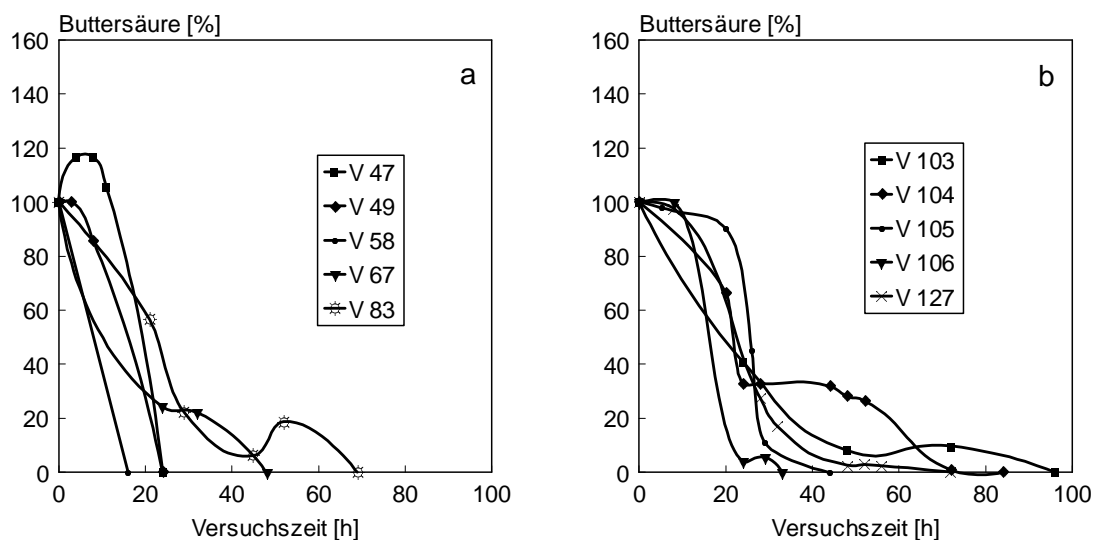 Buttersäure [%]
a
160
140
120
100
80
60
40
20
0
V 47
V 49
V 58
V 67
V 83
0 20 40 60 80 100
Versuchszeit [h]
Buttersäure [%]
b
160
140
120
100
80
60
40
20
0
V 103
V 104
V 105
V 106
V 127
0 20 40 60 80 100
Versuchszeit [h]